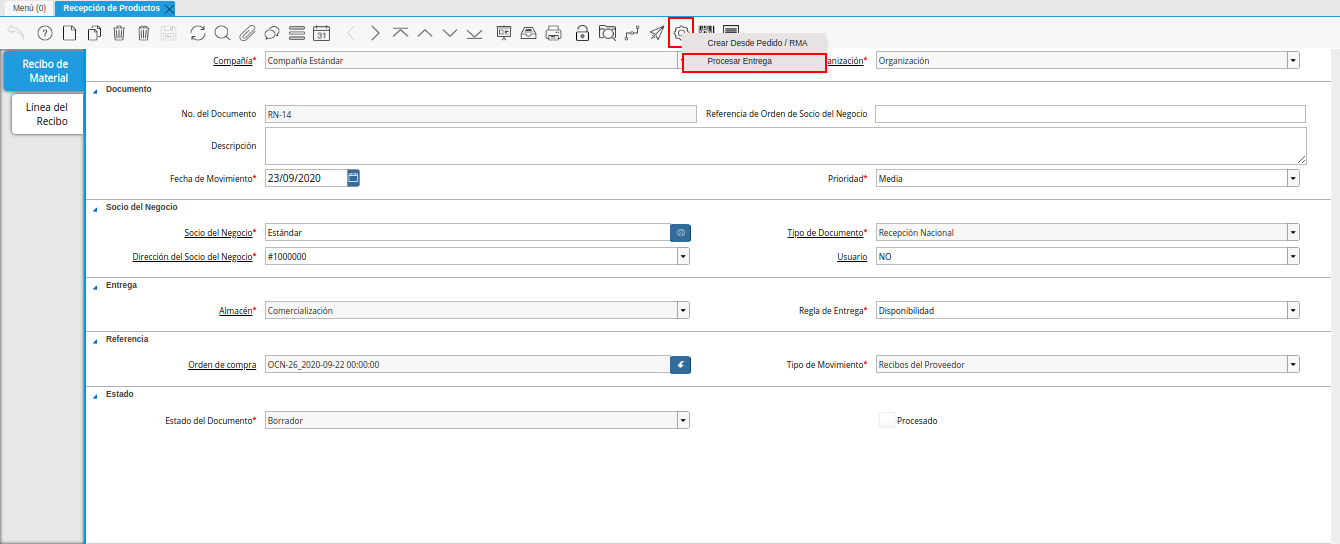 Menú (0)
Recepción de Productos
31
Crear Desde Pedido / RMA
Procesar Entrega
Recibo de
Material
Línea del
Recibo
Compañía* Compañía Estándar
anización* Organización
Documento
No. del Documento RN-14
Referencia de Orden de Socio del Negocio
Descripción
Fecha de Movimiento* 23/09/2020
Prioridad* Media
Socio del Negocio
Socio del Negocio* Estándar
Tipo de Documento* Recepción Nacional
Dirección del Socio del Negocio* #1000000
Usuario NO
Entrega
Almacén* Comercialización
Regla de Entrega* Disponibilidad
Referencia
Orden de compra OCN-26_2020-09-22 00:00:00
Tipo de Movimiento* Recibos del Proveedor
Estado
Estado del Documento* Borrador
Procesado